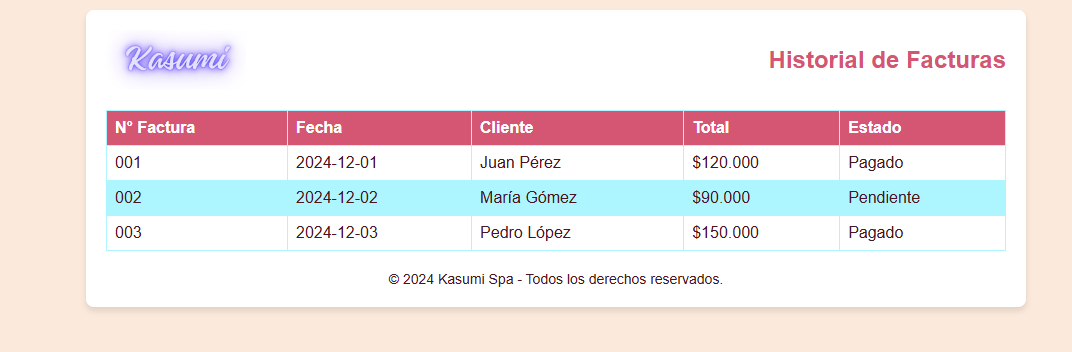 Kasumi
Historial de Facturas
N° Factura Fecha Cliente Total Estado
001 2024-12-01 Juan Pérez $120.000 Pagado
002 2024-12-02 María Gómez $90.000 Pendiente
003 2024-12-03 Pedro López $150.000 Pagado
© 2024 Kasumi Spa - Todos los derechos reservados.